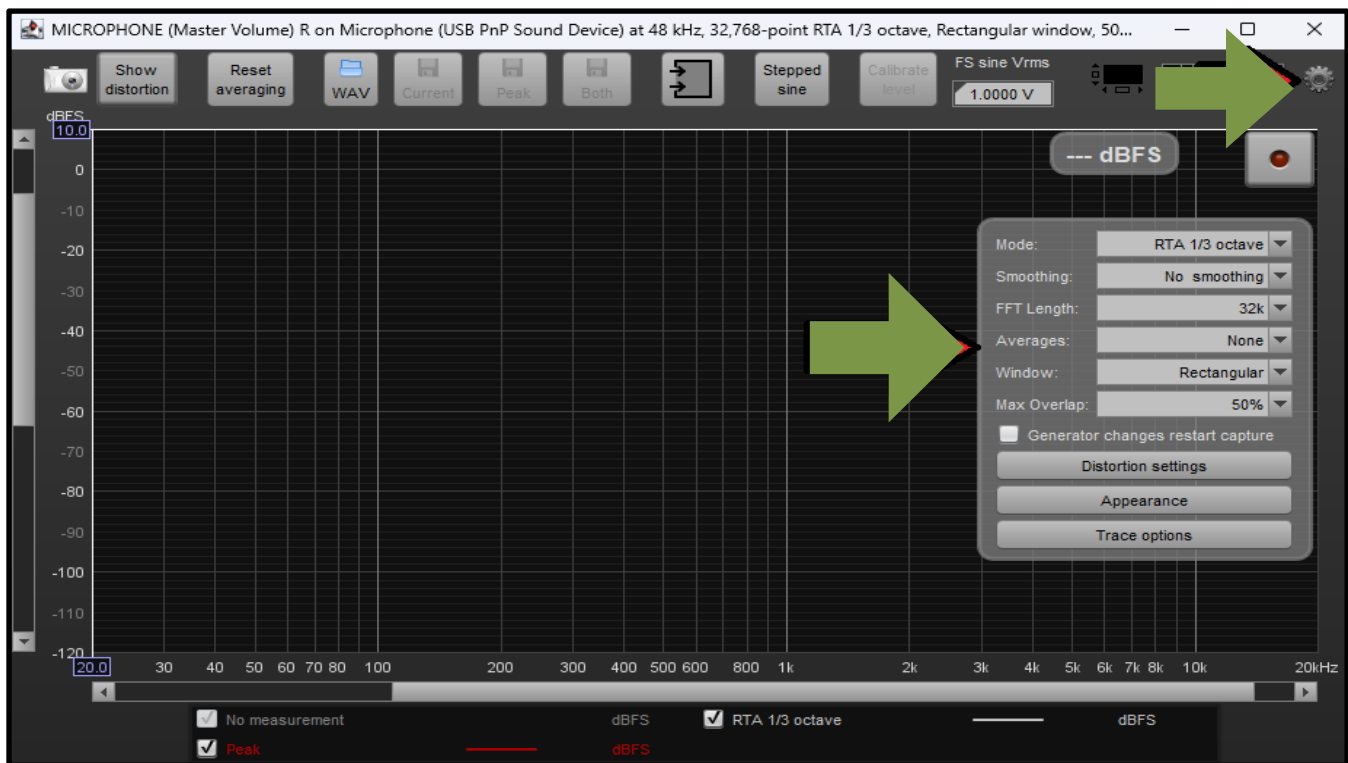 MICROPHONE (Master Volume) R on Microphone (USB PnP Sound Device) at 48 kHz, 32,768-point RTA 1/3 octave, Rectangular window, 50...
Show distortion
Reset averaging
WAV
Current
Peak
Both
Stepped sine
Calibrate level
FS sine Vrms
1.0000 V
dBFS
10.0
0
-10
-20
-30
-40
-50
-60
-70
-80
-90
-100
-110
-120
--- dBFS
Mode: RTA 1/3 octave
Smoothing: No smoothing
FFT Length: 32k
Averages: None
Window: Rectangular
Max Overlap: 50%
Generator changes restart capture
Distortion settings
Appearance
Trace options
20.0 30 40 50 60 70 80 100 200 300 400 500 600 800 1k 2k 3k 4k 5k 6k 7k 8k 10k 20kHz
No measurement dBFS RTA 1/3 octave dBFS
Peak dBFS